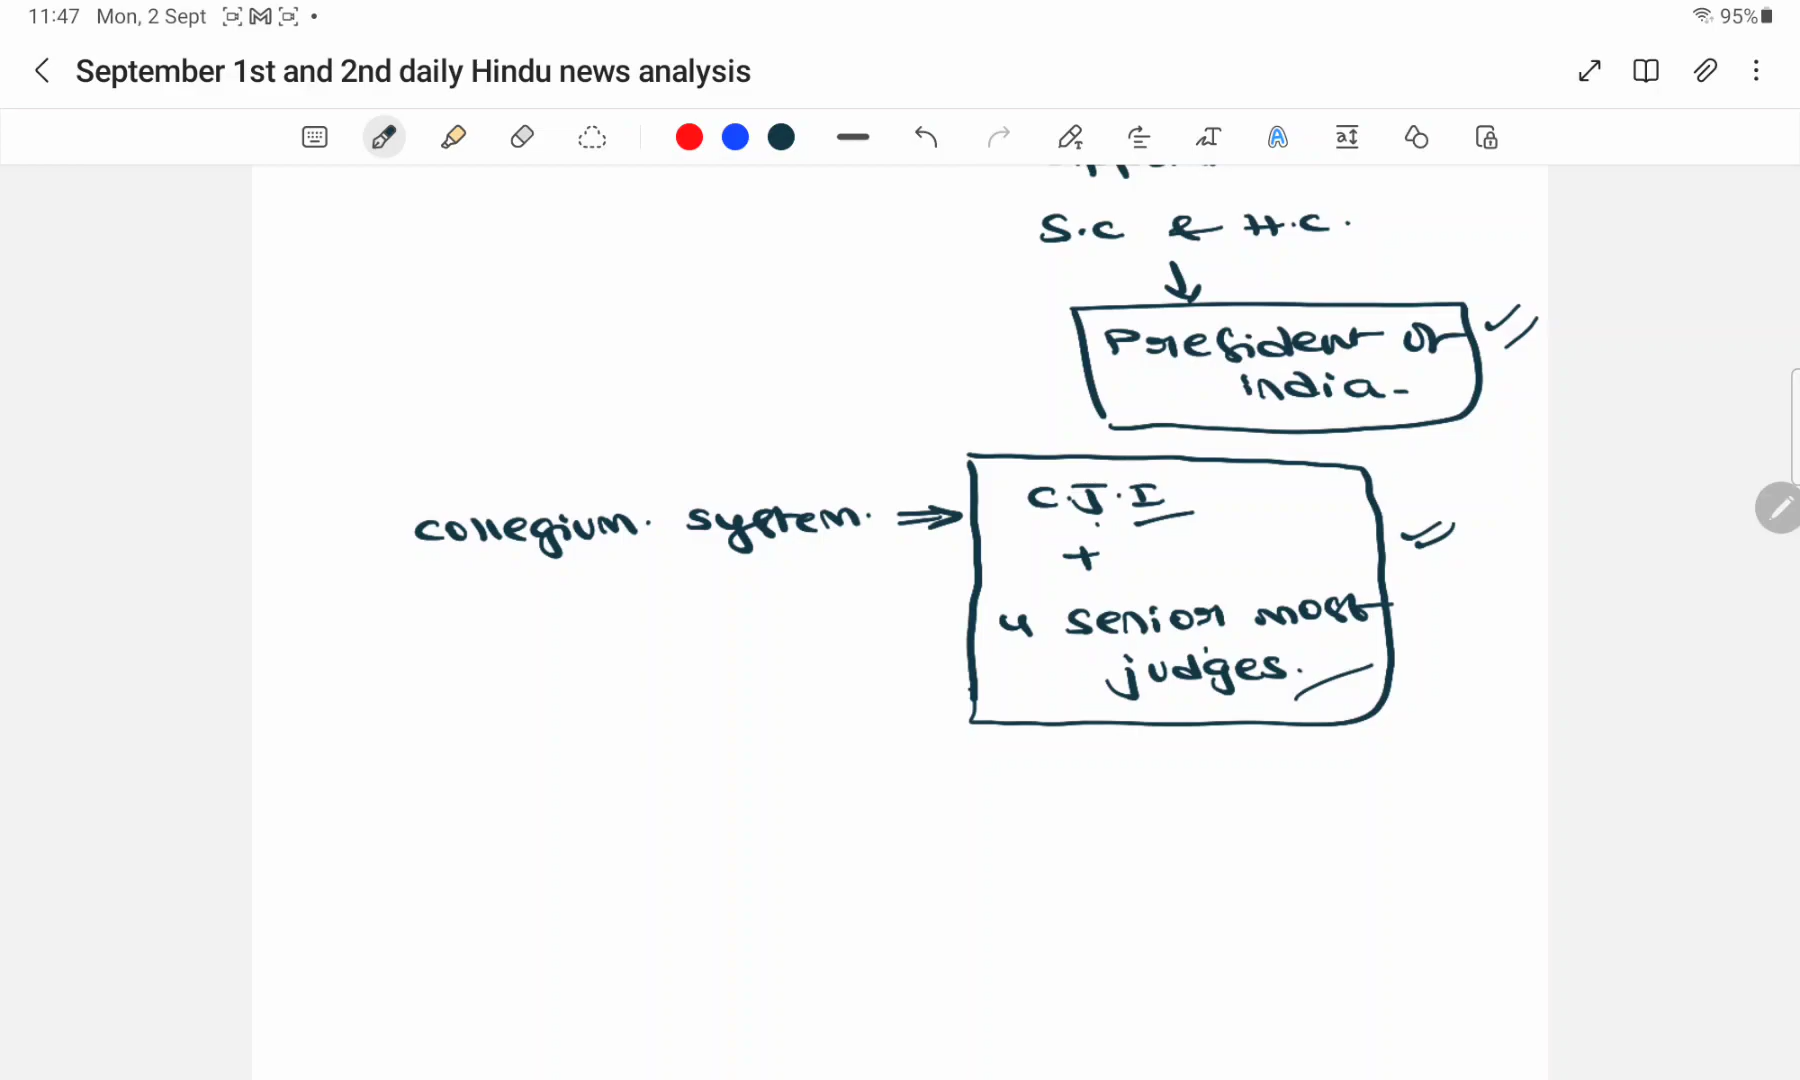 11:47 Mon, 2 Sept
95%
September 1st and 2nd daily Hindu news analysis
S.C & H.C.
President of
india-
collegium. system. ⇒
C.J.I
+
4 senior most
judges.